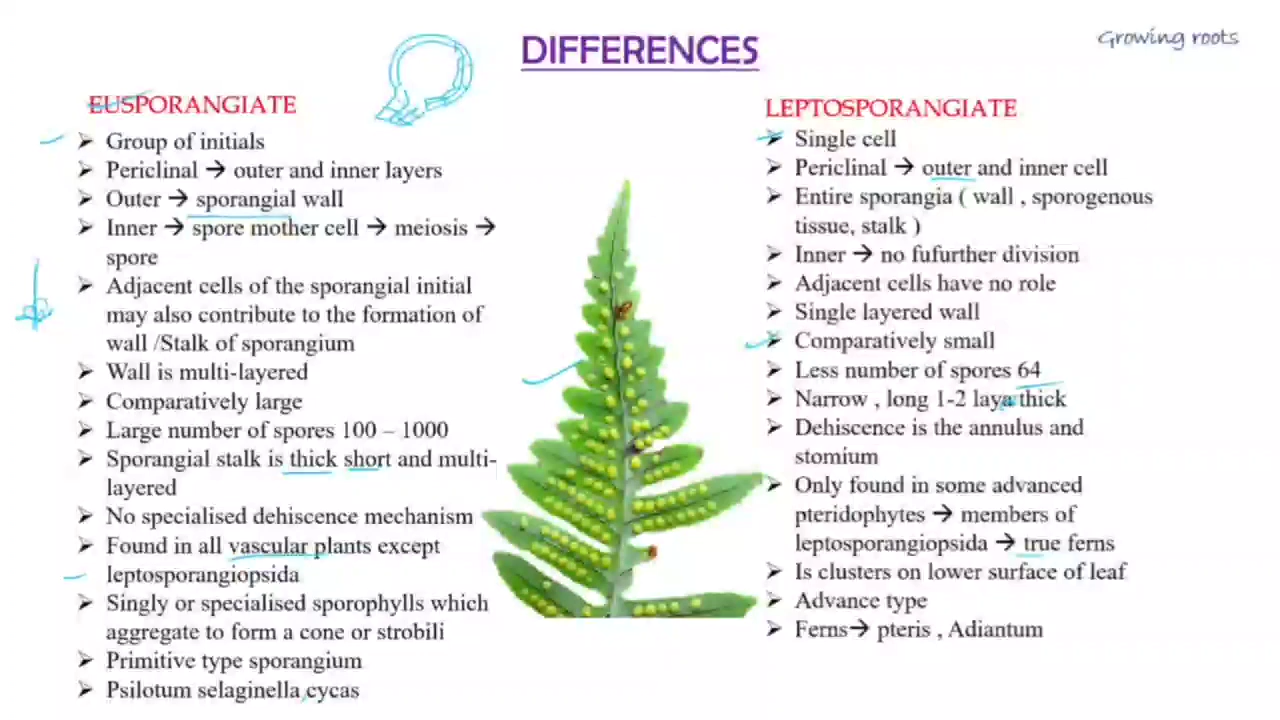 Growing roots
DIFFERENCES
EUSPORANGIATE
Group of initials
Periclinal → outer and inner layers
Outer → sporangial wall
Inner → spore mother cell → meiosis →
spore
Adjacent cells of the sporangial initial
may also contribute to the formation of
wall /Stalk of sporangium
Wall is multi-layered
Comparatively large
Large number of spores 100 – 1000
Sporangial stalk is thick short and multi-
layered
No specialised dehiscence mechanism
Found in all vascular plants except
leptosporangiopsida
Singly or specialised sporophylls which
aggregate to form a cone or strobili
Primitive type sporangium
Psilotum selaginella,cycas
LEPTOSPORANGIATE
Single cell
Periclinal → outer and inner cell
Entire sporangia ( wall , sporogenous
tissue, stalk )
Inner → no fufurther division
Adjacent cells have no role
Single layered wall
Comparatively small
Less number of spores 64
Narrow , long 1-2 laya thick
Dehiscence is the annulus and
stomium
Only found in some advanced
pteridophytes → members of
leptosporangiopsida → true ferns
Is clusters on lower surface of leaf
Advance type
Ferns→ pteris , Adiantum